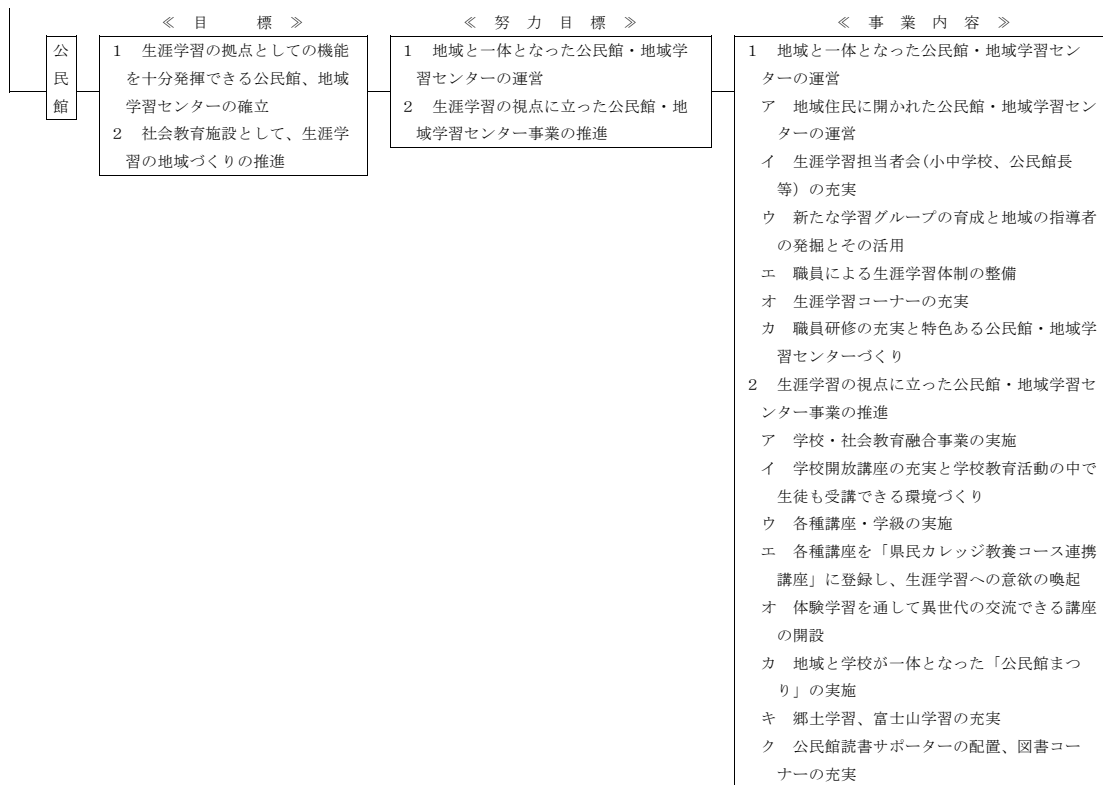 ≪ 目 標 ≫
公
民
館
1 生涯学習の拠点としての機能
を十分発揮できる公民館、地域
学習センターの確立
2 社会教育施設として、生涯学
習の地域づくりの推進
≪ 努 力 目 標 ≫
1 地域と一体となった公民館・地域学
習センターの運営
2 生涯学習の視点に立った公民館・地
域学習センター事業の推進
≪ 事 業 内 容 ≫
1 地域と一体となった公民館・地域学習セン
ターの運営
ア 地域住民に開かれた公民館・地域学習セン
ターの運営
イ 生涯学習担当者会(小中学校、公民館長
等)の充実
ウ 新たな学習グループの育成と地域の指導者
の発掘とその活用
エ 職員による生涯学習体制の整備
オ 生涯学習コーナーの充実
カ 職員研修の充実と特色ある公民館・地域学
習センターづくり
2 生涯学習の視点に立った公民館・地域学習セ
ンター事業の推進
ア 学校・社会教育融合事業の実施
イ 学校開放講座の充実と学校教育活動の中で
生徒も受講できる環境づくり
ウ 各種講座・学級の実施
エ 各種講座を「県民カレッジ教養コース連携
講座」に登録し、生涯学習への意欲の喚起
オ 体験学習を通して異世代の交流できる講座
の開設
カ 地域と学校が一体となった「公民館まつ
り」の実施
キ 郷土学習、富士山学習の充実
ク 公民館読書サポーターの配置、図書コー
ナーの充実